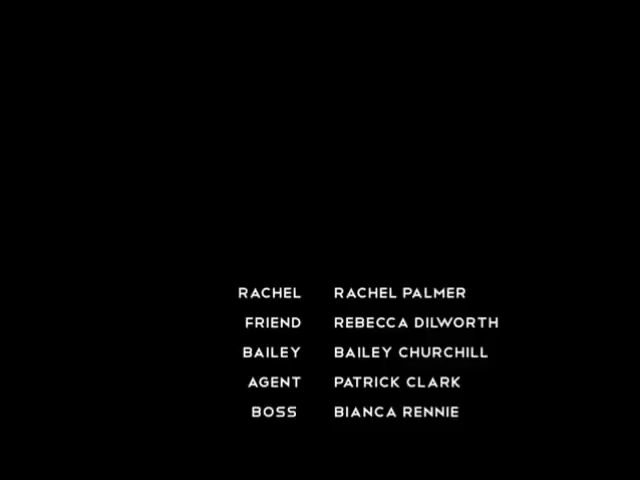 RACHEL RACHEL PALMER
FRIEND REBECCA DILWORTH
BAILEY BAILEY CHURCHILL
AGENT PATRICK CLARK
BOSS BIANCA RENNIE